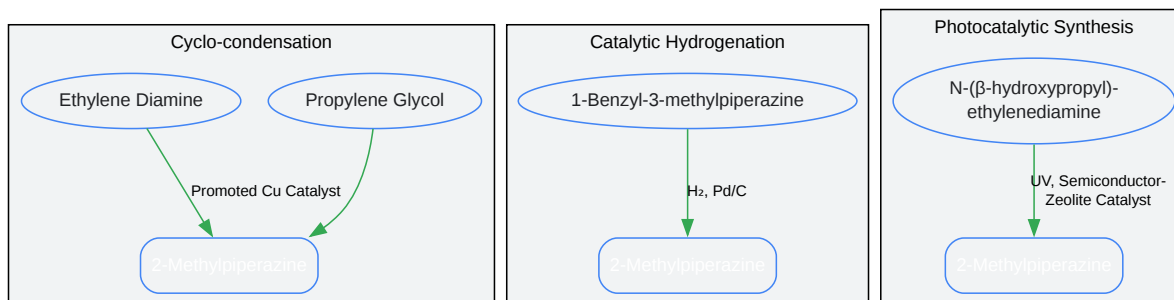 Cyclo-condensation
Ethylene Diamine
Propylene Glycol
Promoted Cu Catalyst
2-Methylpiperazine
Catalytic Hydrogenation
1-Benzyl-3-methylpiperazine
H₂, Pd/C
2-Methylpiperazine
Photocatalytic Synthesis
N-(β-hydroxypropyl)-
ethylenediamine
UV, Semiconductor-
Zeolite Catalyst
2-Methylpiperazine